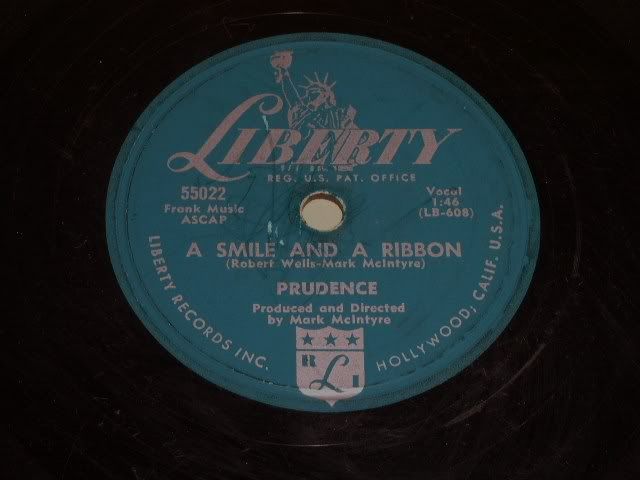 LIBERTY
REG. U.S. PAT. OFFICE
55022
Frank Music
ASCAP
Vocal
1:46
(LB-608)
A SMILE AND A RIBBON
(Robert Wells-Mark McIntyre)
PRUDENCE
Produced and Directed
by Mark McIntyre
R L I
LIBERTY RECORDS INC. HOLLYWOOD, CALIF. U.S.A.